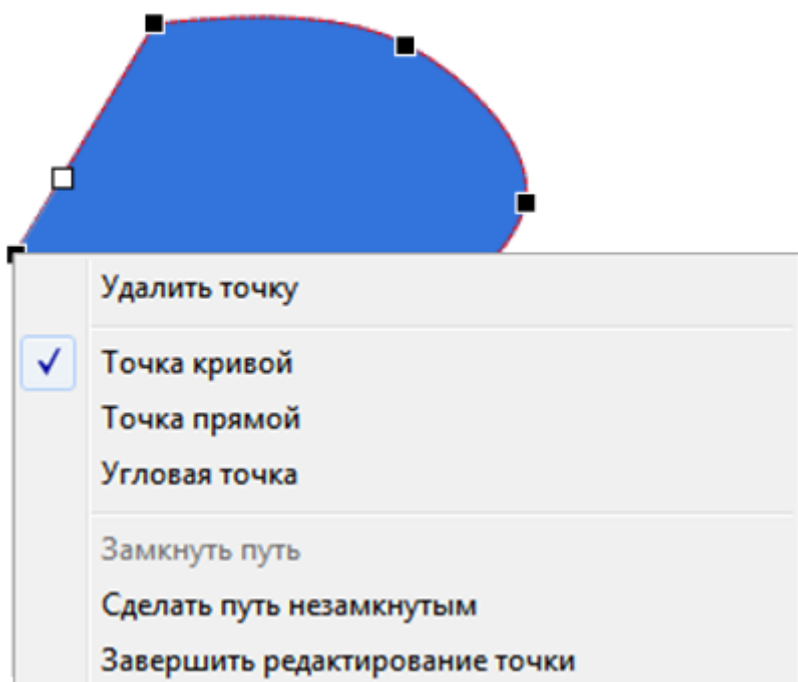 Удалить точку
Точка кривой
Точка прямой
Угловая точка
Замкнуть путь
Сделать путь незамкнутым
Завершить редактирование точки